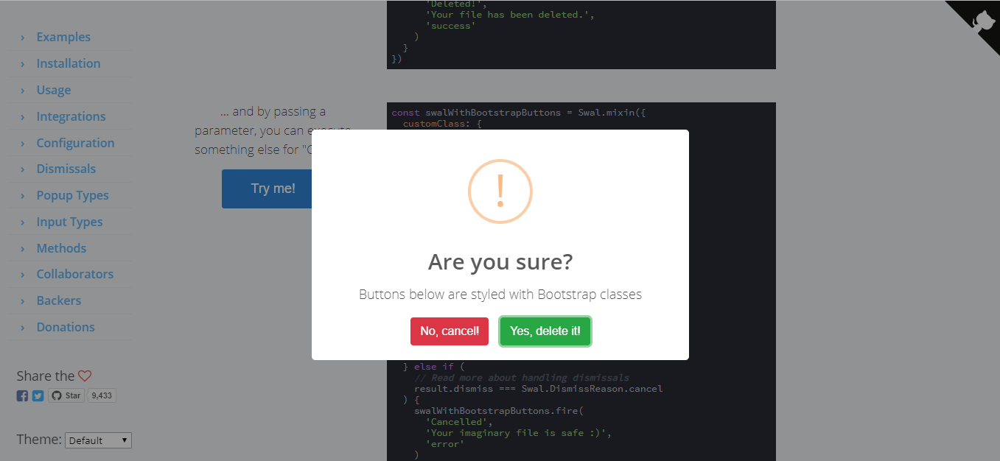 › Examples
› Installation
› Usage
› Integrations
› Configuration
› Dismissals
› Popup Types
› Input Types
› Methods
› Collaborators
› Backers
› Donations
Share the
Star 9,433
Theme: Default
... and by passing a
parameter, you can execute
something else for "C
Try me!
'Deleted!',
'Your file has been deleted.',
'success'
)
}
})
const swalWithBootstrapButtons = Swal.mixin({
customClass: {
!
Are you sure?
Buttons below are styled with Bootstrap classes
No, cancel! Yes, delete it!
} else if (
// Read more about handling dismissals
result.dismiss === Swal.DismissReason.cancel
) {
swalWithBootstrapButtons.fire(
'Cancelled',
'Your imaginary file is safe :)',
'error'
)